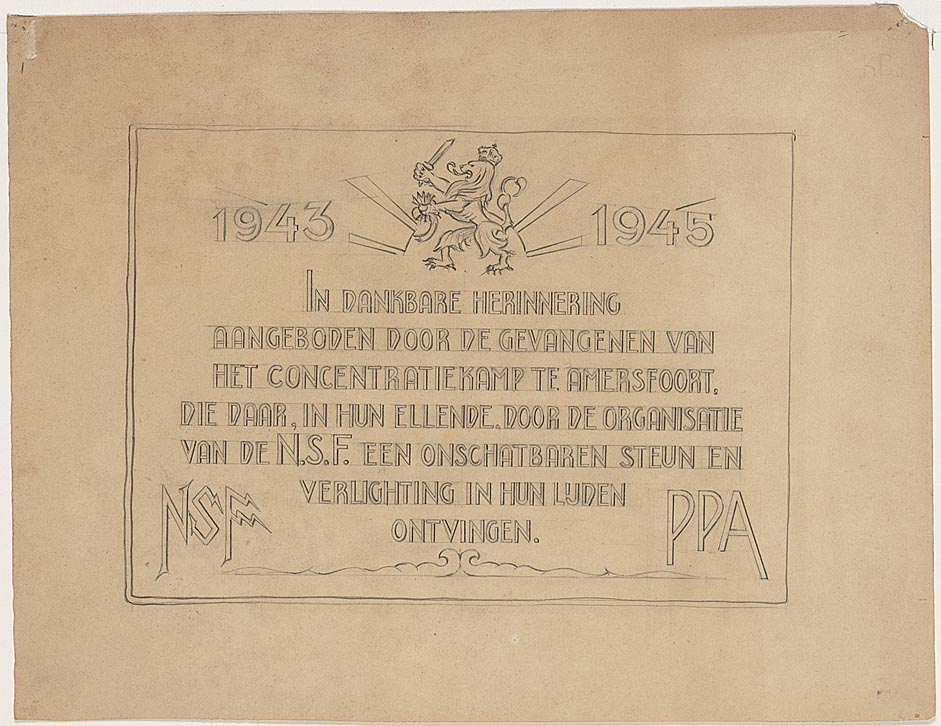 1943 1945
IN DANKBARE HERINNERING
AANGEBODEN DOOR DE GEVANGENEN VAN
HET CONCENTRATIEKAMP TE AMERSFOORT,
DIE DAAR, IN HUN ELLENDE, DOOR DE ORGANISATIE
VAN DE N.S.F. EEN ONSCHATBAREN STEUN EN
VERLIGHTING IN HUN LIJDEN
ONTVINGEN.
NSF PPA